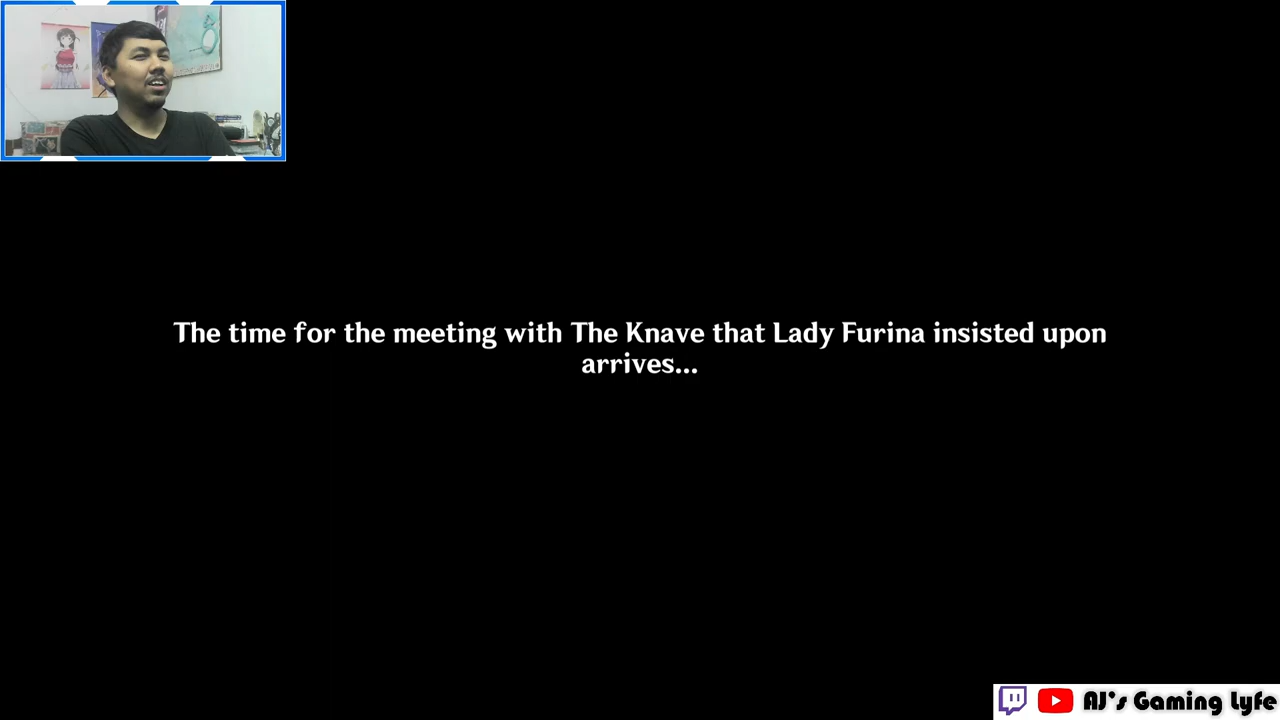 The time for the meeting with The Knave that Lady Furina insisted upon
arrives...
AJ's Gaming Lyfe